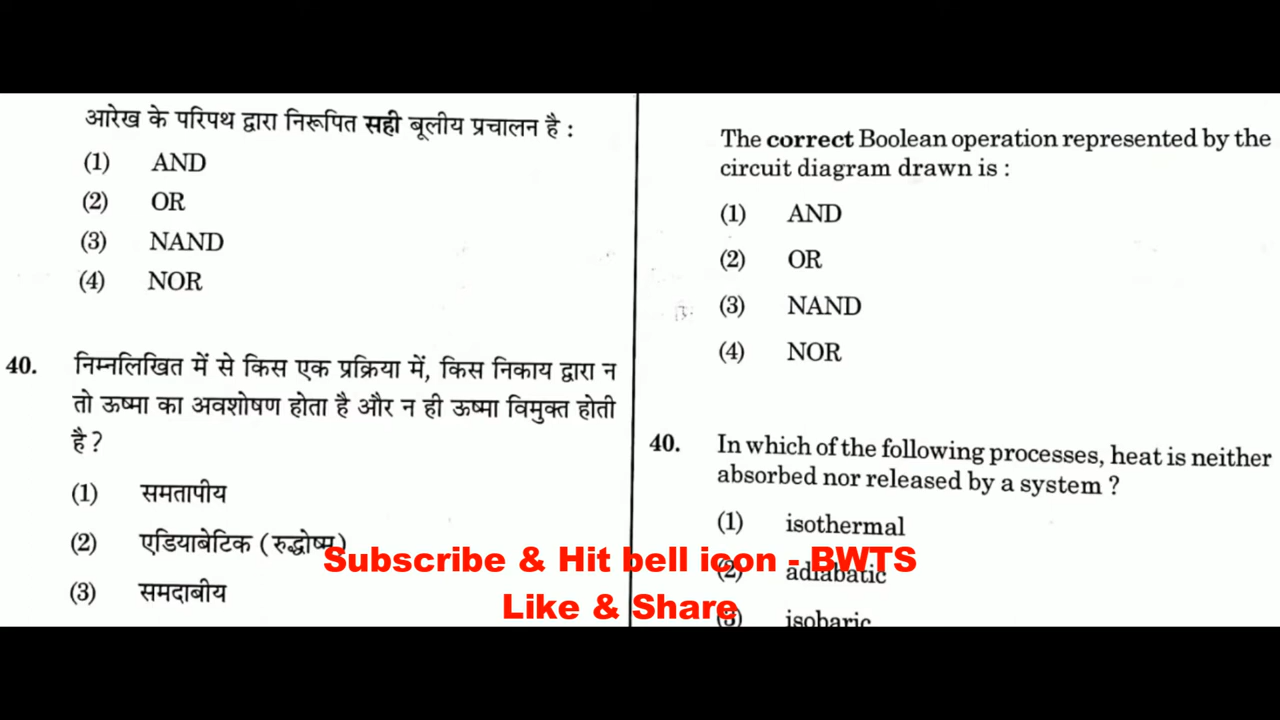 आरेख के परिपथ द्वारा निरूपित सही बूलीय प्रचालन है :
(1) AND
(2) OR
(3) NAND
(4) NOR
40. निम्नलिखित में से किस एक प्रक्रिया में, किस निकाय द्वारा न
तो ऊष्मा का अवशोषण होता है और न ही ऊष्मा विमुक्त होती
है ?
(1) समतापीय
(2) एडियाबेटिक (रुद्धोष्म)
(3) समदाबीय
The correct Boolean operation represented by the
circuit diagram drawn is :
(1) AND
(2) OR
(3) NAND
(4) NOR
40. In which of the following processes, heat is neither
absorbed nor released by a system ?
(1) isothermal
(2) adiabatic
(3) isobaric
Subscribe & Hit bell icon - BWTS
Like & Share